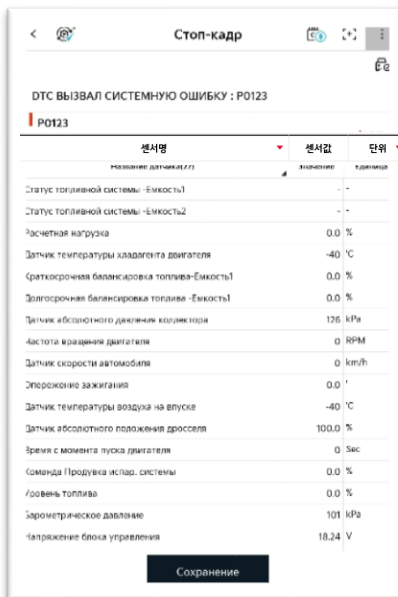 Стоп-кадр
DTC ВЫЗВАЛ СИСТЕМНУЮ ОШИБКУ : P0123
P0123
센서명 센서값 단위
Название датчика(27) Значение Единица
Статус топливной системы -Емкость1 - -
Статус топливной системы -Емкость2 - -
Расчетная нагрузка 0.0 %
Датчик температуры хладагента двигателя -40 °C
Краткосрочная балансировка топлива-Емкость1 0.0 %
Долгосрочная балансировка топлива -Емкость1 0.0 %
Датчик абсолютного давления коллектора 126 kPa
Частота вращения двигателя 0 RPM
Датчик скорости автомобиля 0 km/h
Опережение зажигания 0.0 '
Датчик температуры воздуха на впуске -40 °C
Датчик абсолютного положения дросселя 100.0 %
Время с момента пуска двигателя 0 Sec
Команда Продувка испар. системы 0.0 %
Уровень топлива 0.0 %
Барометрическое давление 101 kPa
Напряжение блока управления 18.24 V
Сохранение